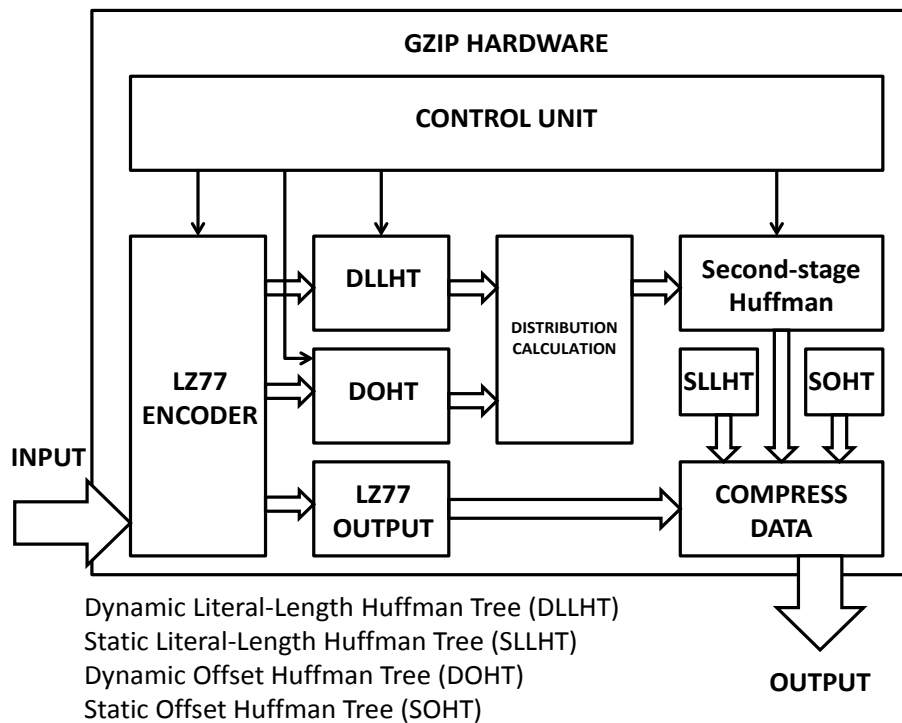 GZIP HARDWARE
CONTROL UNIT
LZ77
ENCODER
DLLHT
DISTRIBUTION
CALCULATION
Second-stage
Huffman
DOHT
SLLHT
SOHT
INPUT
LZ77
OUTPUT
COMPRESS
DATA
Dynamic Literal-Length Huffman Tree (DLLHT)
Static Literal-Length Huffman Tree (SLLHT)
Dynamic Offset Huffman Tree (DOHT)
Static Offset Huffman Tree (SOHT)
OUTPUT